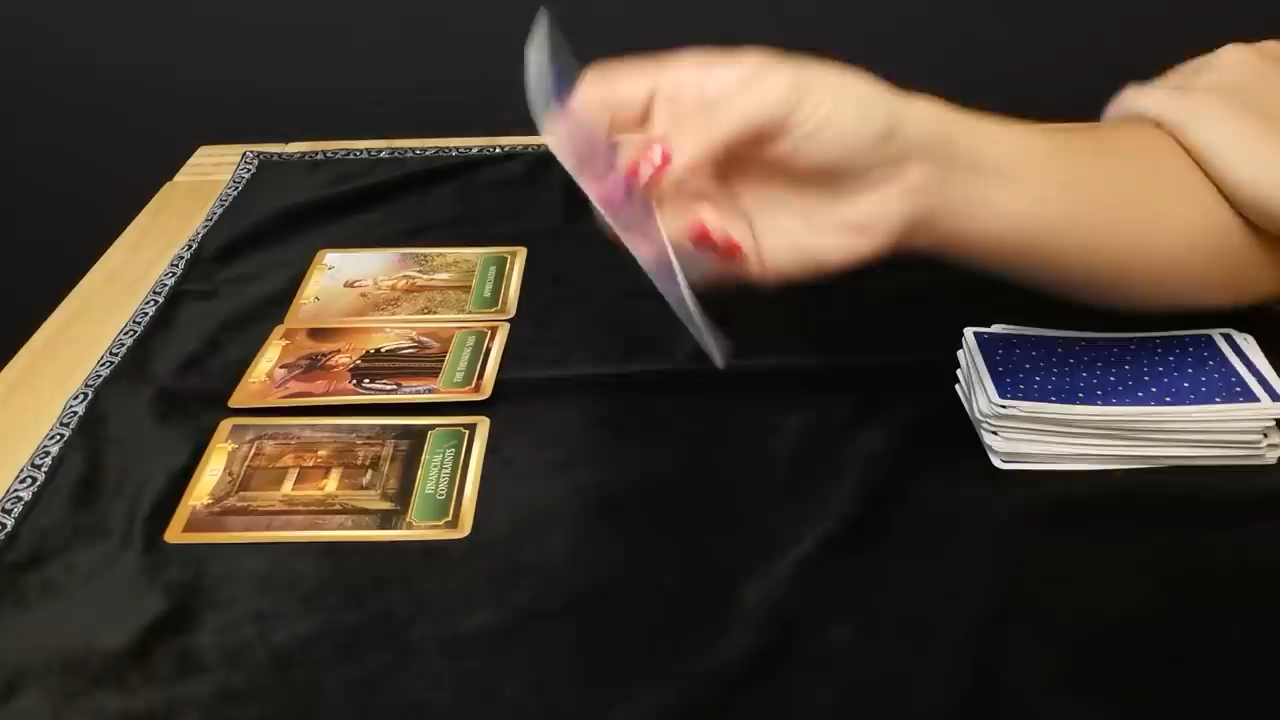 APPRECIATION
THE THINKING MAN
FINANCIAL
CONSTRAINTS